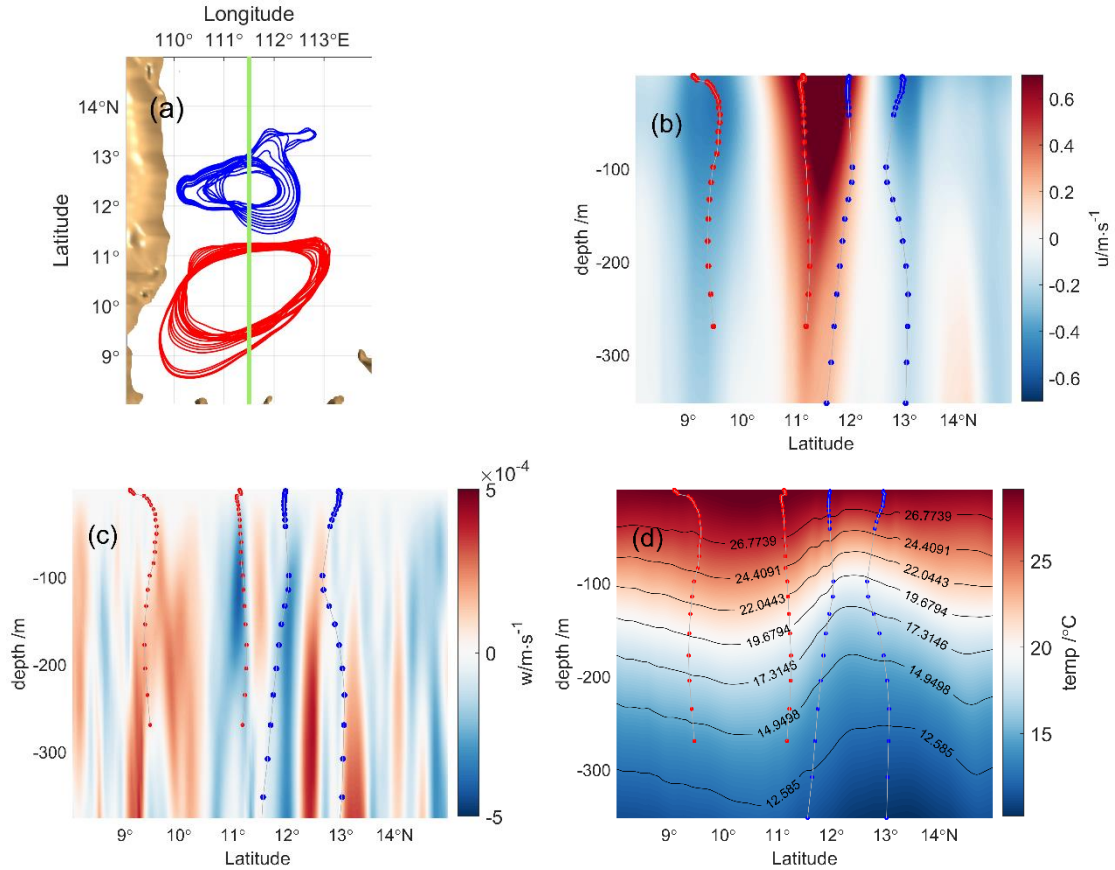 Longitude
110° 111° 112° 113°E
(a)
14°N
13°
12°
11°
10°
9°
Latitude
(b)
depth /m
-100
-200
-300
9° 10° 11° 12° 13° 14°N
Latitude
0.6
0.4
0.2
0
-0.2
-0.4
-0.6
u/m·s-1
(c)
depth /m
-100
-200
-300
9° 10° 11° 12° 13° 14°N
Latitude
×10-4
5
0
-5
w/m·s-1
(d)
depth /m
-100
-200
-300
26.7739
26.7739
24.4091
24.4091
22.0443
22.0443
19.6794
19.6794
17.3146
17.3146
14.9498
14.9498
12.585
12.585
9° 10° 11° 12° 13° 14°N
Latitude
25
20
15
temp /°C